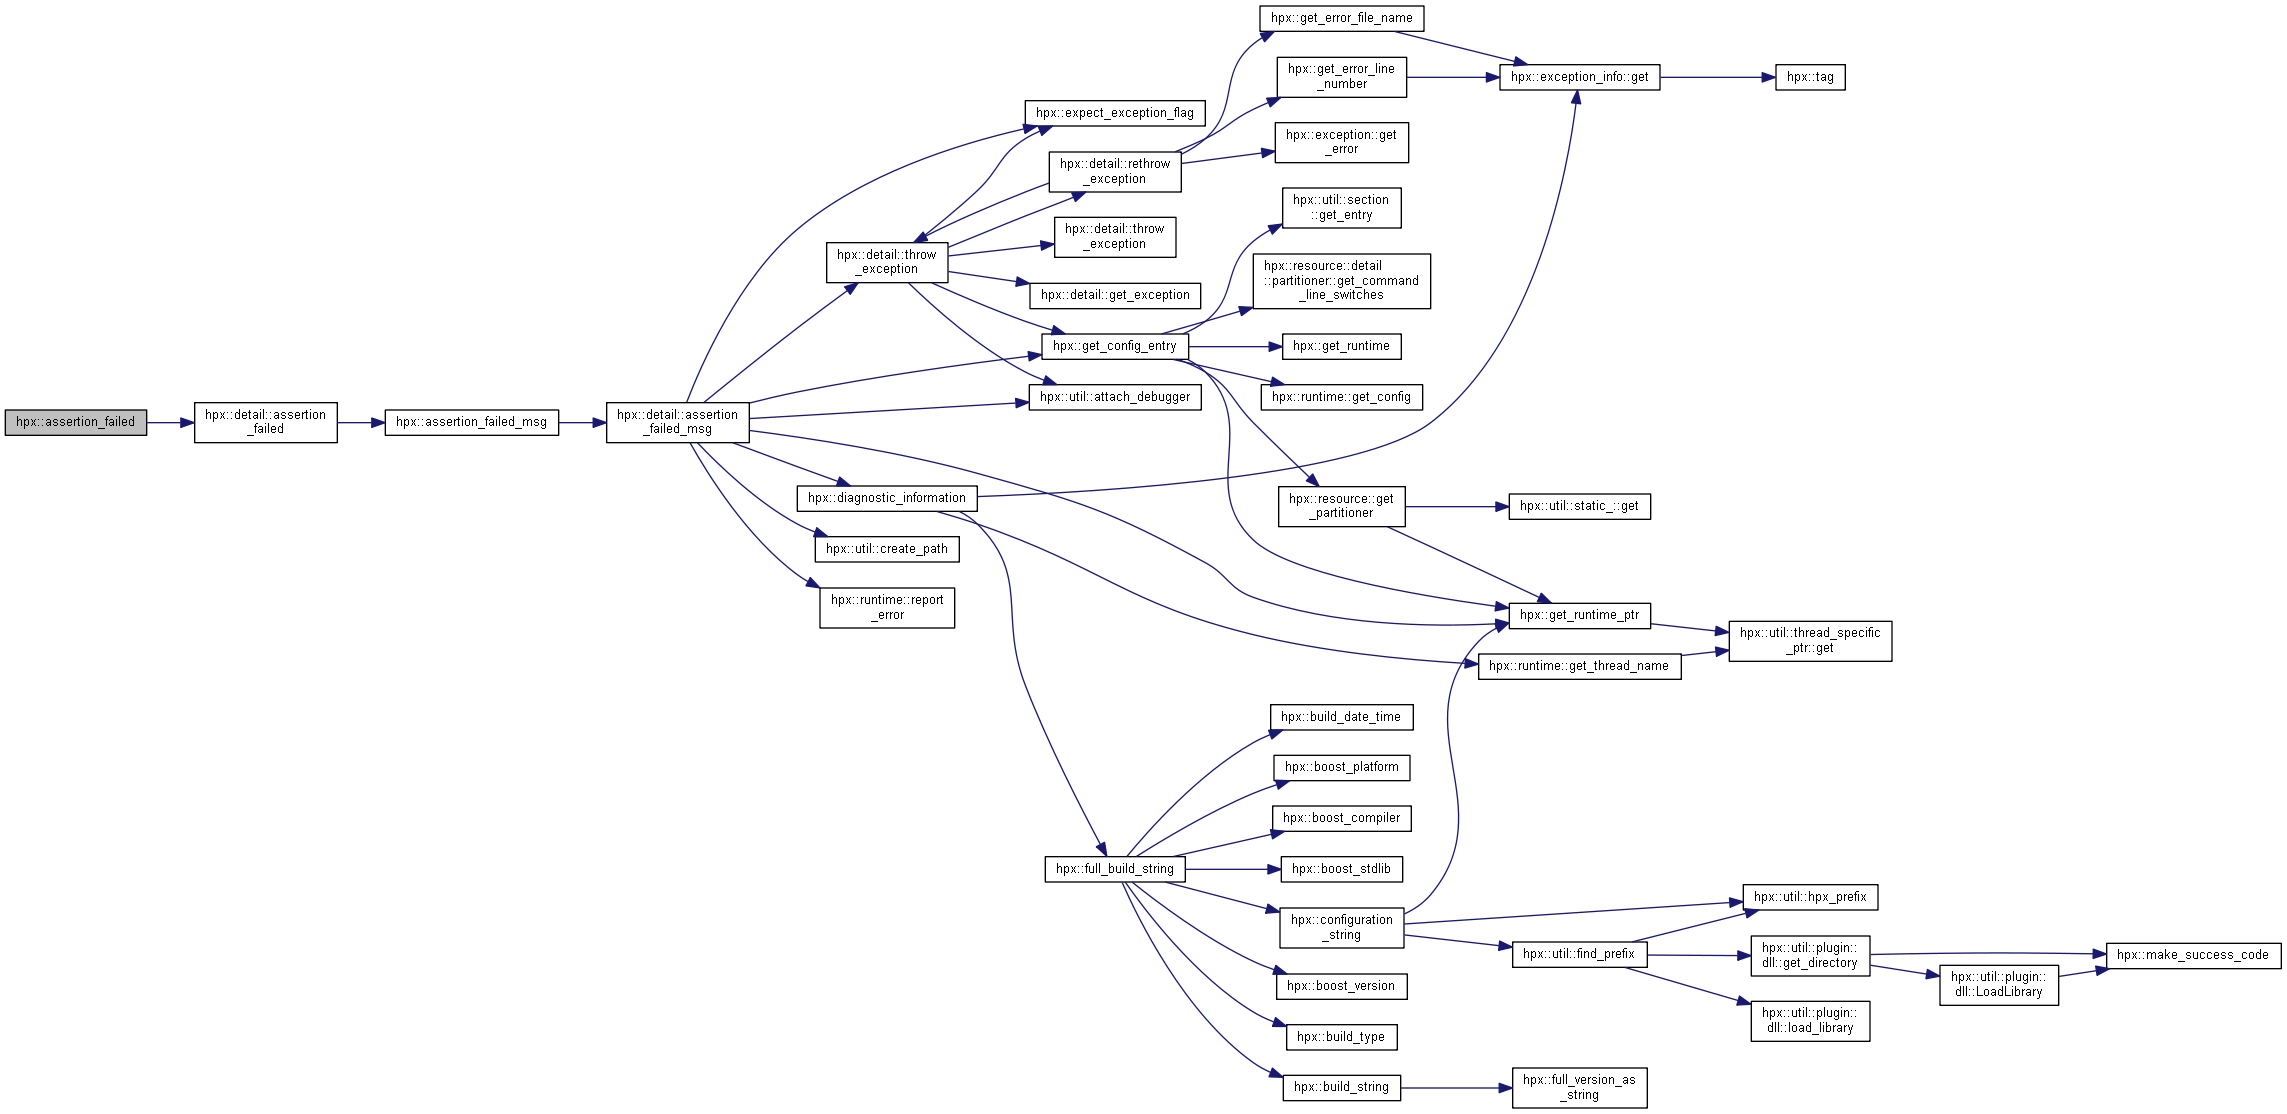 hpx::assertion_failed
hpx::detail::assertion
_failed
hpx::assertion_failed_msg
hpx::detail::assertion
_failed_msg
hpx::expect_exception_flag
hpx::detail::throw
_exception
hpx::detail::rethrow
_exception
hpx::get_error_file_name
hpx::get_error_line
_number
hpx::exception_info::get
hpx::tag
hpx::exception::get
_error
hpx::detail::throw
_exception
hpx::detail::get_exception
hpx::get_config_entry
hpx::util::section
::get_entry
hpx::resource::detail
::partitioner::get_command
_line_switches
hpx::get_runtime
hpx::runtime::get_config
hpx::util::attach_debugger
hpx::resource::get
_partitioner
hpx::util::static_::get
hpx::get_runtime_ptr
hpx::util::thread_specific
_ptr::get
hpx::diagnostic_information
hpx::util::create_path
hpx::runtime::report
_error
hpx::runtime::get_thread_name
hpx::full_build_string
hpx::build_date_time
hpx::boost_platform
hpx::boost_compiler
hpx::boost_stdlib
hpx::configuration
_string
hpx::util::hpx_prefix
hpx::util::find_prefix
hpx::util::plugin::
dll::get_directory
hpx::make_success_code
hpx::util::plugin::
dll::LoadLibrary
hpx::util::plugin::
dll::load_library
hpx::boost_version
hpx::build_type
hpx::build_string
hpx::full_version_as
_string